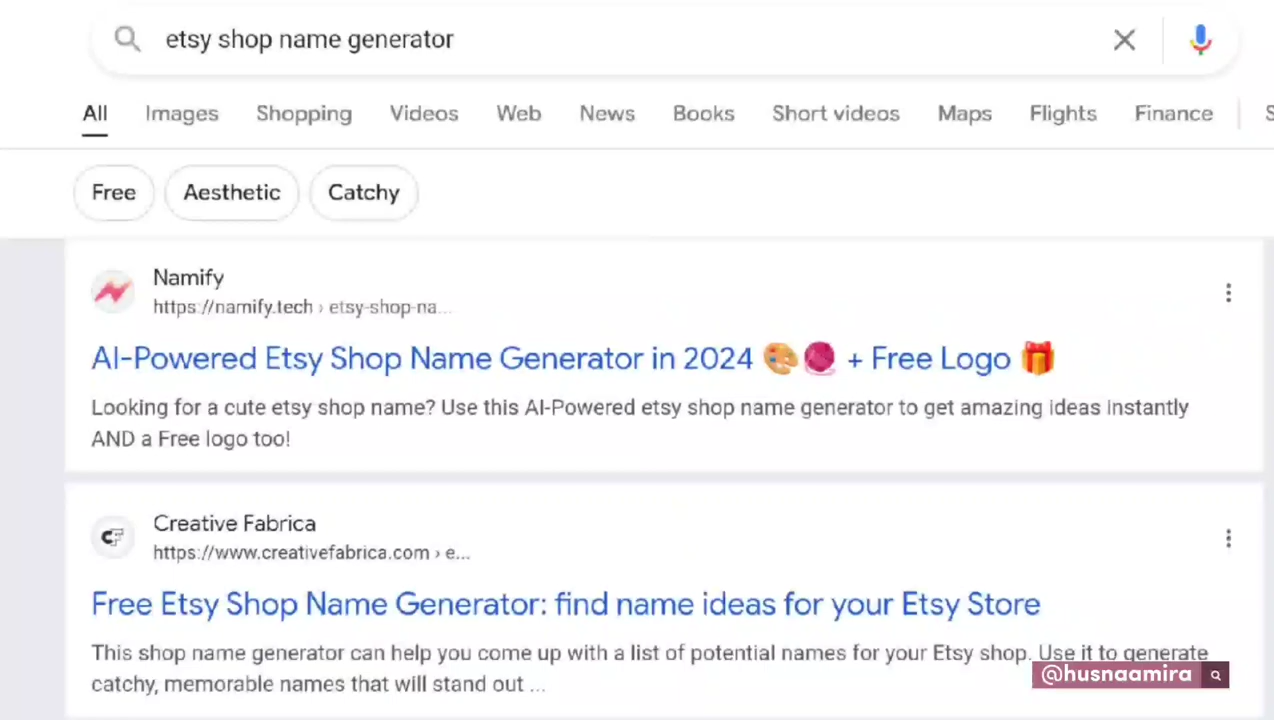 etsy shop name generator
All Images Shopping Videos Web News Books Short videos Maps Flights Finance
Free Aesthetic Catchy
Namify
https://namify.tech › etsy-shop-na...
AI-Powered Etsy Shop Name Generator in 2024 🎨🧶 + Free Logo 🎁
Looking for a cute etsy shop name? Use this AI-Powered etsy shop name generator to get amazing ideas instantly
AND a Free logo too!
Creative Fabrica
https://www.creativefabrica.com › e...
Free Etsy Shop Name Generator: find name ideas for your Etsy Store
This shop name generator can help you come up with a list of potential names for your Etsy shop. Use it to generate
catchy, memorable names that will stand out ...
@husnaamira